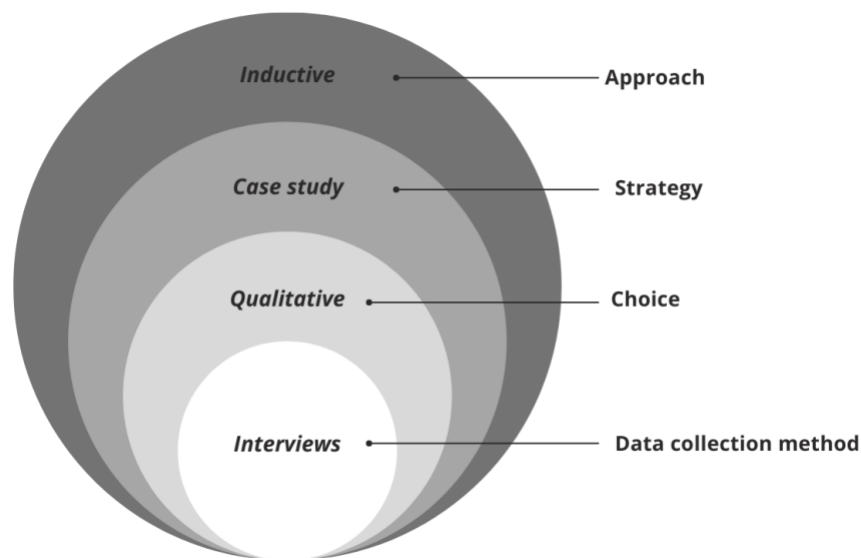 Inductive
Approach
Case study
Strategy
Qualitative
Choice
Interviews
Data collection method